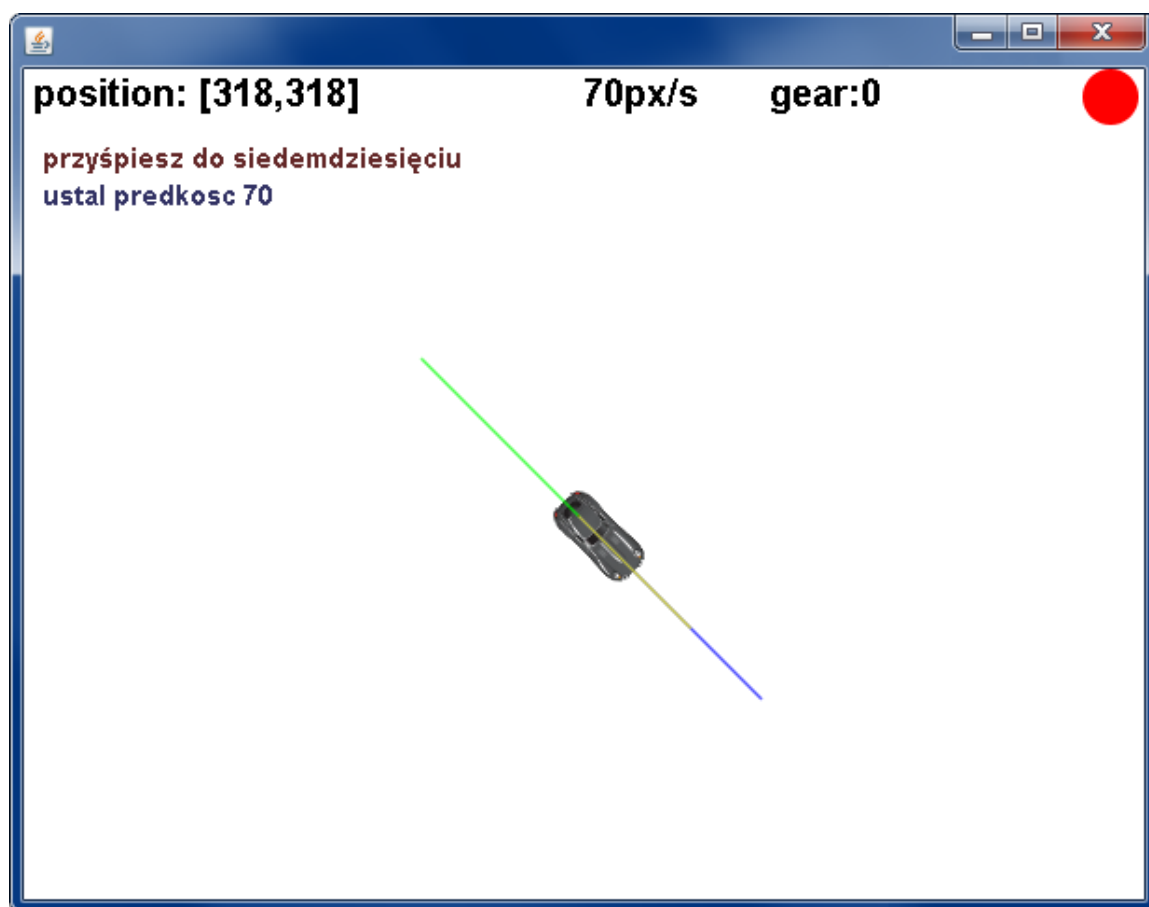 position: [318,318] 70px/s gear:0
przyśpiesz do siedemdziesięciu
ustal predkosc 70